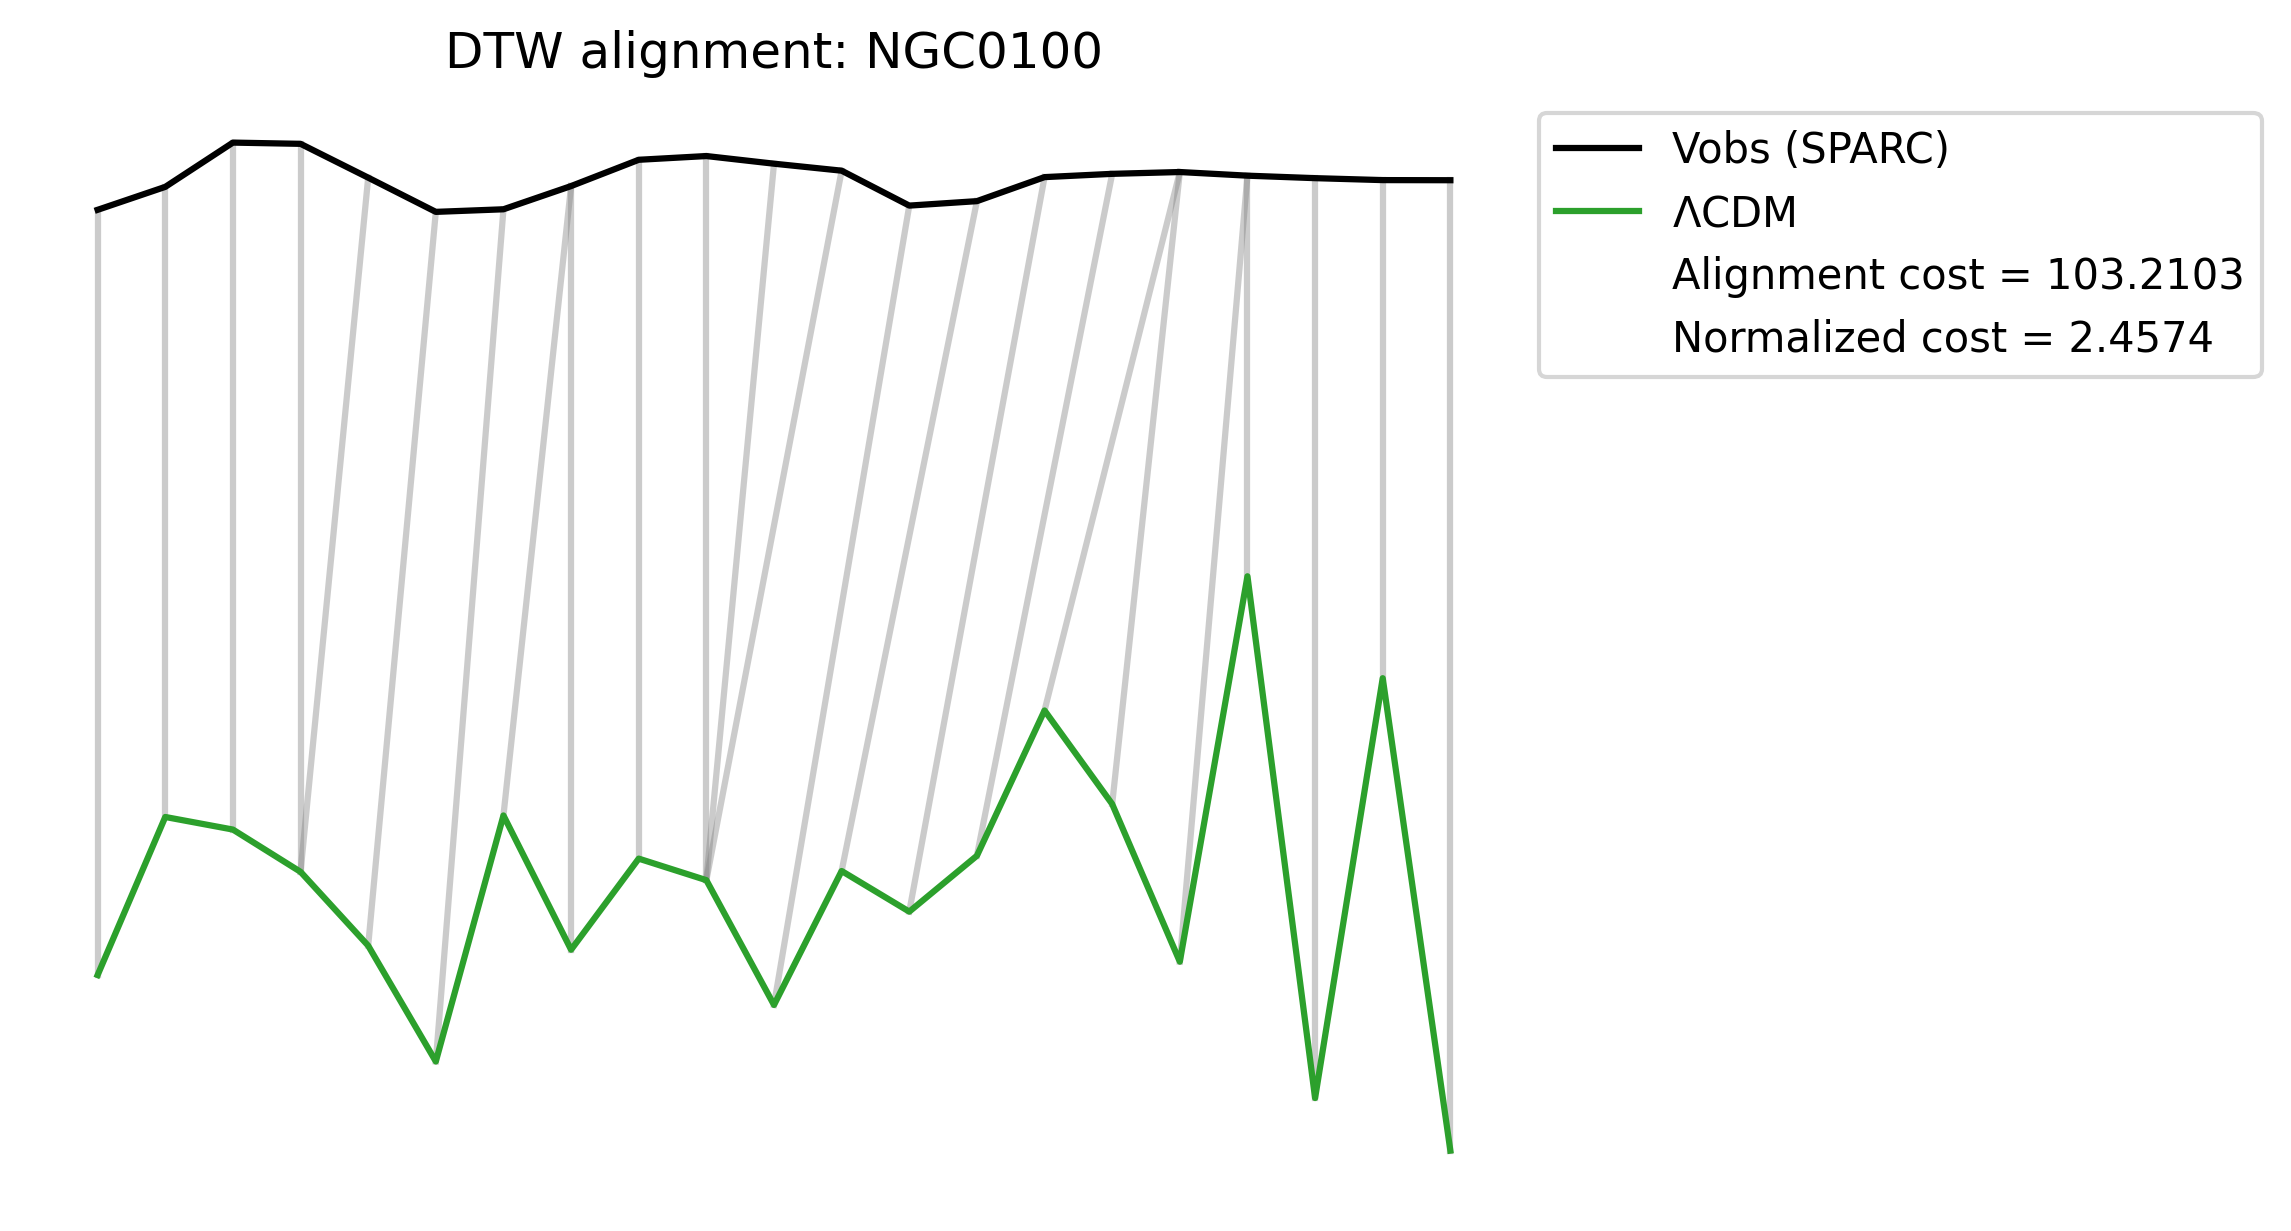 DTW alignment: NGC0100
Vobs (SPARC)
ΛCDM
Alignment cost = 103.2103
Normalized cost = 2.4574